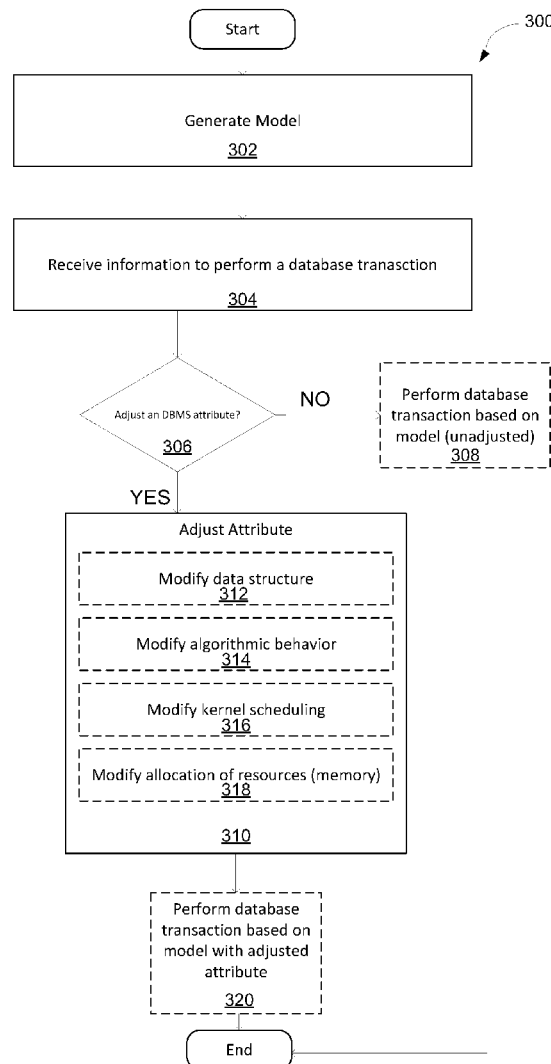 Start
300
Generate Model
302
Receive information to perform a database tranasction
304
Adjust an DBMS attribute?
306
NO
Perform database
transaction based on
model (unadjusted)
308
YES
Adjust Attribute
Modify data structure
312
Modify algorithmic behavior
314
Modify kernel scheduling
316
Modify allocation of resources (memory)
318
310
Perform database
transaction based on
model with adjusted
attribute
320
End